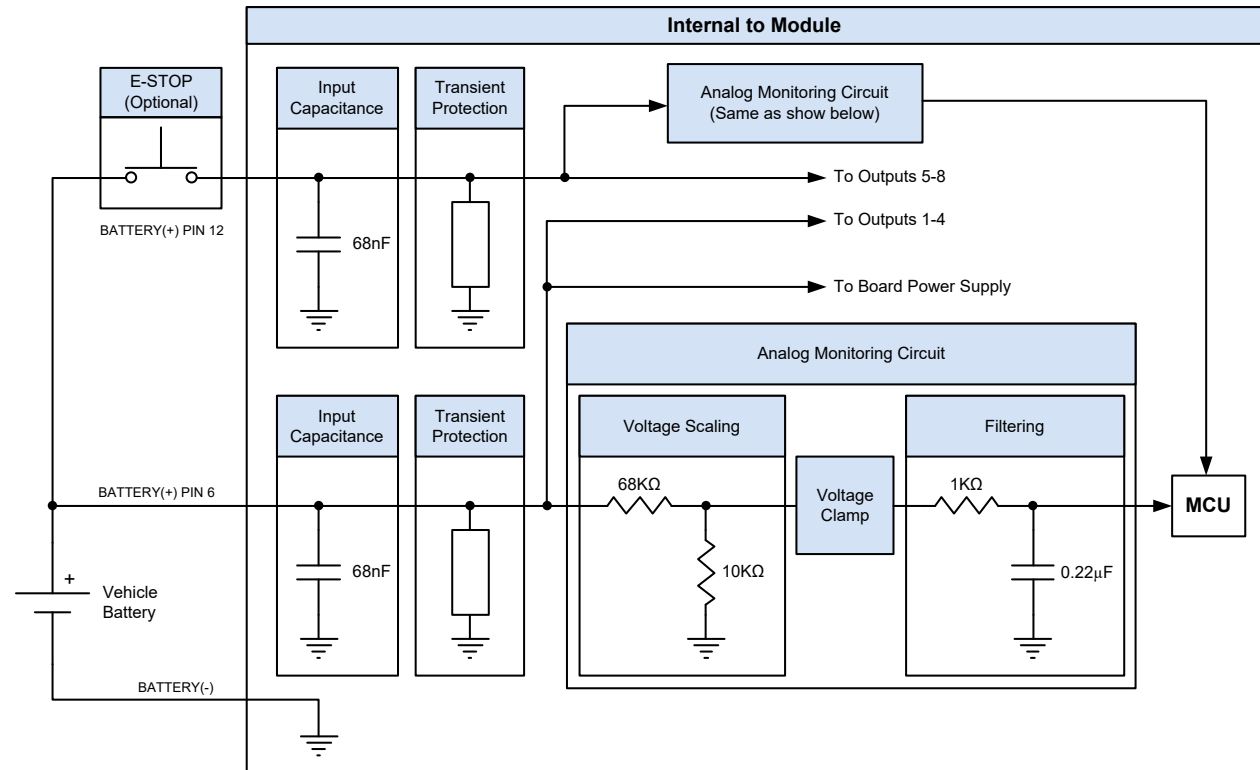 Internal to Module
E-STOP
(Optional)
Input
Capacitance
Transient
Protection
Analog Monitoring Circuit
(Same as show below)
To Outputs 5-8
BATTERY(+) PIN 12
68nF
To Outputs 1-4
To Board Power Supply
Analog Monitoring Circuit
Input
Capacitance
Transient
Protection
Voltage Scaling
Filtering
BATTERY(+) PIN 6
68KΩ
Voltage
Clamp
1KΩ
MCU
68nF
10KΩ
0.22μF
+
Vehicle
Battery
BATTERY(-)